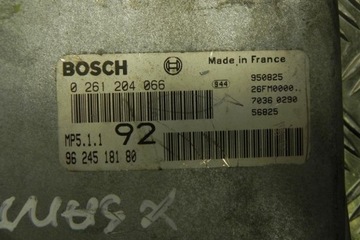 BOSCH
Made in France
0 261 204 066
944
950825
26FM0000..
7036 0290
56825
MP5.1.1 92
96 245 181 80